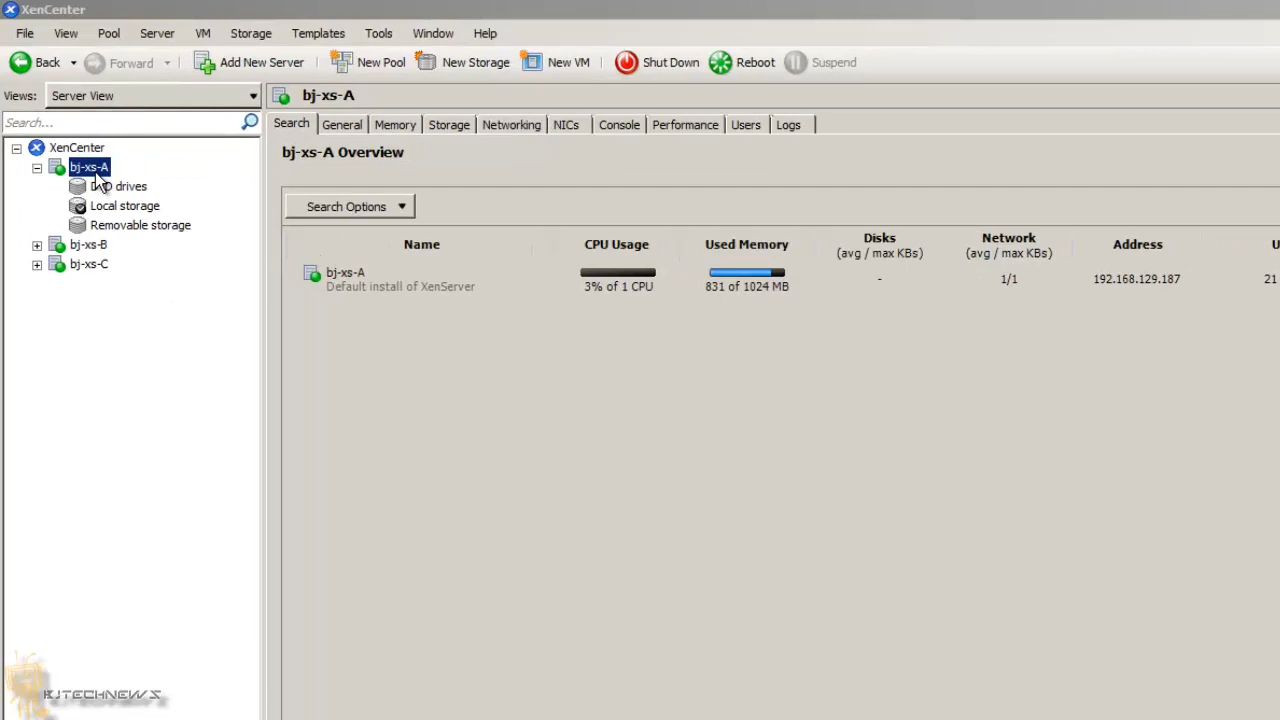 XenCenter
File View Pool Server VM Storage Templates Tools Window Help
Back Forward Add New Server New Pool New Storage New VM Shut Down Reboot Suspend
Views: Server View
bj-xs-A
Search...
Search General Memory Storage Networking NICs Console Performance Users Logs
XenCenter
bj-xs-A
drives
Local storage
Removable storage
bj-xs-B
bj-xs-C
bj-xs-A Overview
Search Options
Name CPU Usage Used Memory Disks Network Address
(avg / max KBs) (avg / max KBs)
bj-xs-A
Default install of XenServer
3% of 1 CPU 831 of 1024 MB - 1/1 192.168.129.187 21
BJTECHNEWS